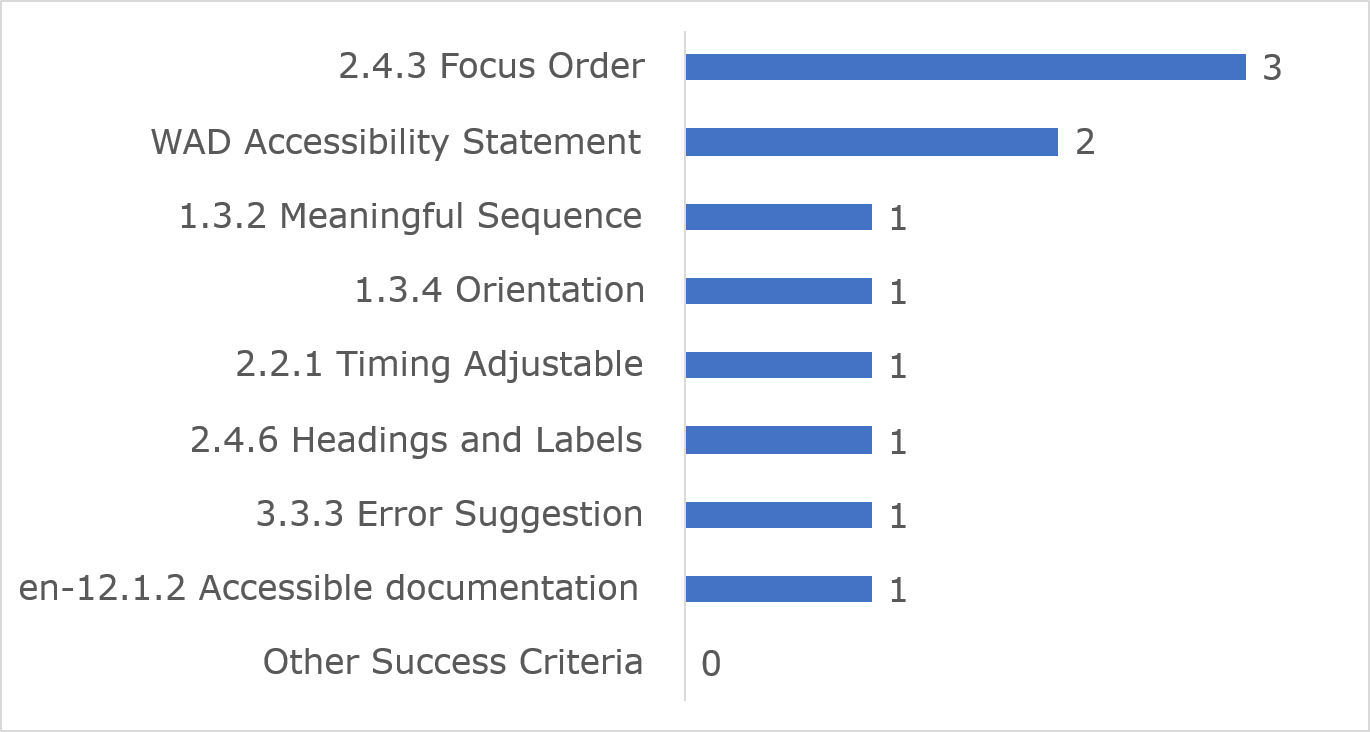 2.4.3 Focus Order 3
WAD Accessibility Statement 2
1.3.2 Meaningful Sequence 1
1.3.4 Orientation 1
2.2.1 Timing Adjustable 1
2.4.6 Headings and Labels 1
3.3.3 Error Suggestion 1
en-12.1.2 Accessible documentation 1
Other Success Criteria 0